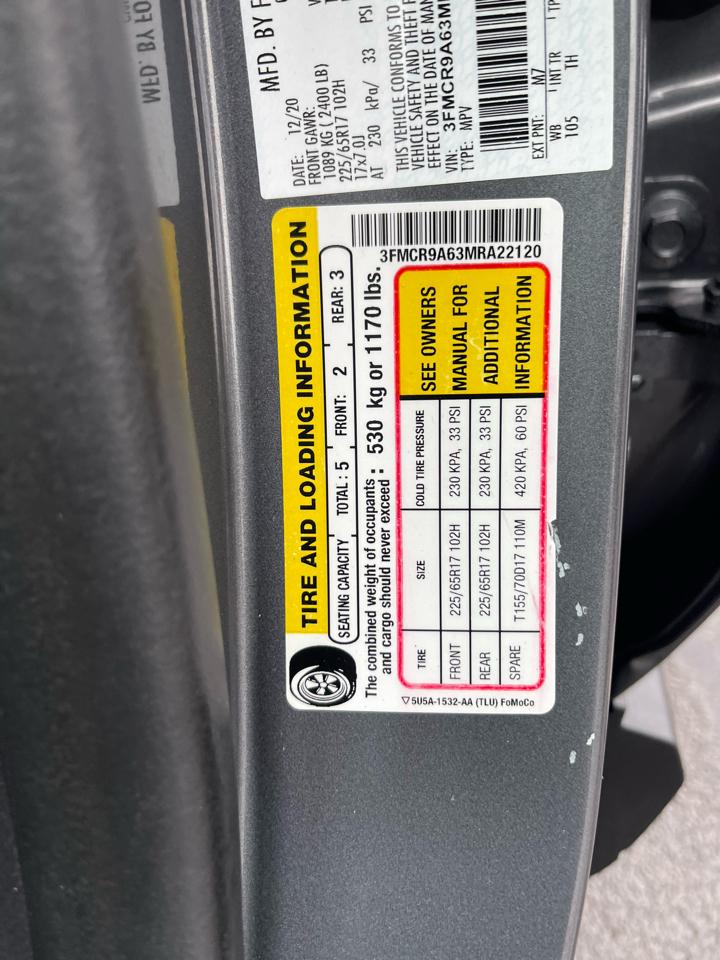 MFD. BY FO
MFD. BY F
DATE: 12/20
FRONT GAWR:
1089 KG ( 2400 LB)
225/65R17 102H
17x7.0J
AT 230 kPa/ 33 PSI
THIS VEHICLE CONFORMS TO
VEHICLE SAFETY AND THEFT P
EFFECT ON THE DATE OF MAN
VIN: 3FMCR9A63M
TYPE: MPV
EXT PNT: M7
WB INT TR TP
T05 TH
TIRE AND LOADING INFORMATION
SEATING CAPACITY TOTAL: 5 FRONT: 2 REAR: 3
The combined weight of occupants
and cargo should never exceed : 530 kg or 1170 lbs.
3FMCR9A63MRA22120
TIRE SIZE COLD TIRE PRESSURE
FRONT 225/65R17 102H 230 KPA, 33 PSI
REAR 225/65R17 102H 230 KPA, 33 PSI
SPARE T155/70D17 110M 420 KPA, 60 PSI
SEE OWNERS
MANUAL FOR
ADDITIONAL
INFORMATION
5U5A-1532-AA (TLU) FoMoCo